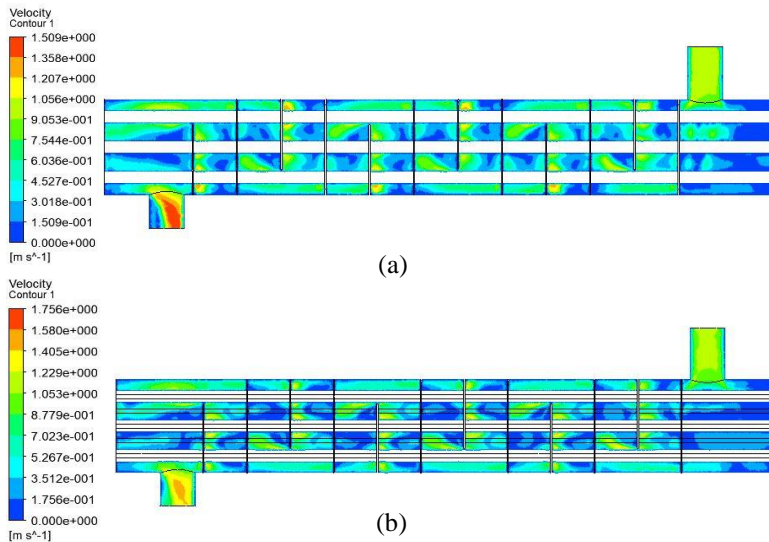 Velocity
Contour 1
1.509e+000
1.358e+000
1.207e+000
1.056e+000
9.053e-001
7.544e-001
6.036e-001
4.527e-001
3.018e-001
1.509e-001
0.000e+000
[m s^-1]
(a)
Velocity
Contour 1
1.756e+000
1.580e+000
1.405e+000
1.229e+000
1.053e+000
8.779e-001
7.023e-001
5.267e-001
3.512e-001
1.756e-001
0.000e+000
[m s^-1]
(b)